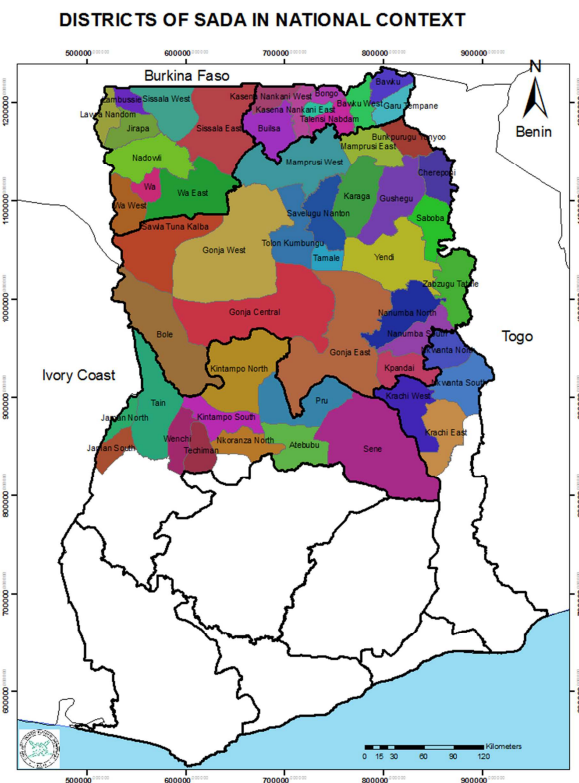 DISTRICTS OF SADA IN NATIONAL CONTEXT
500000 600000 700000 800000 900000
Burkina Faso
N
Benin
Bawku
Bongo
Kasena Nankani West
Sissala West
Bawku West
Garu Tempane
Kasena Nankani East
Lawra Nandom
Talensi Nabdam
Jirapa
Sissala East
Builsa
Bunkpurugu Yunyoo
Mamprusi East
Nadowli
Mamprusi West
Chereponi
Wa
Wa East
Karaga
Gushegu
Wa West
Savelugu Nanton
Saboba
Sawla Tuna Kalba
Tolon Kumbungu
Gonja West
Tamale
Yendi
Zabzugu Tatale
Gonja Central
Nanumba North
Bole
Nanumba South
Togo
Nkwanta North
Gonja East
Kintampo North
Kpandai
Ivory Coast
Nkwanta South
Krachi West
Tain
Pru
Jaman North
Kintampo South
Krachi East
Wenchi
Nkoranza North
Jaman South
Techiman
Atebubu
Sene
Kilometers
0 15 30 60 90 120
500000 600000 700000 800000 900000